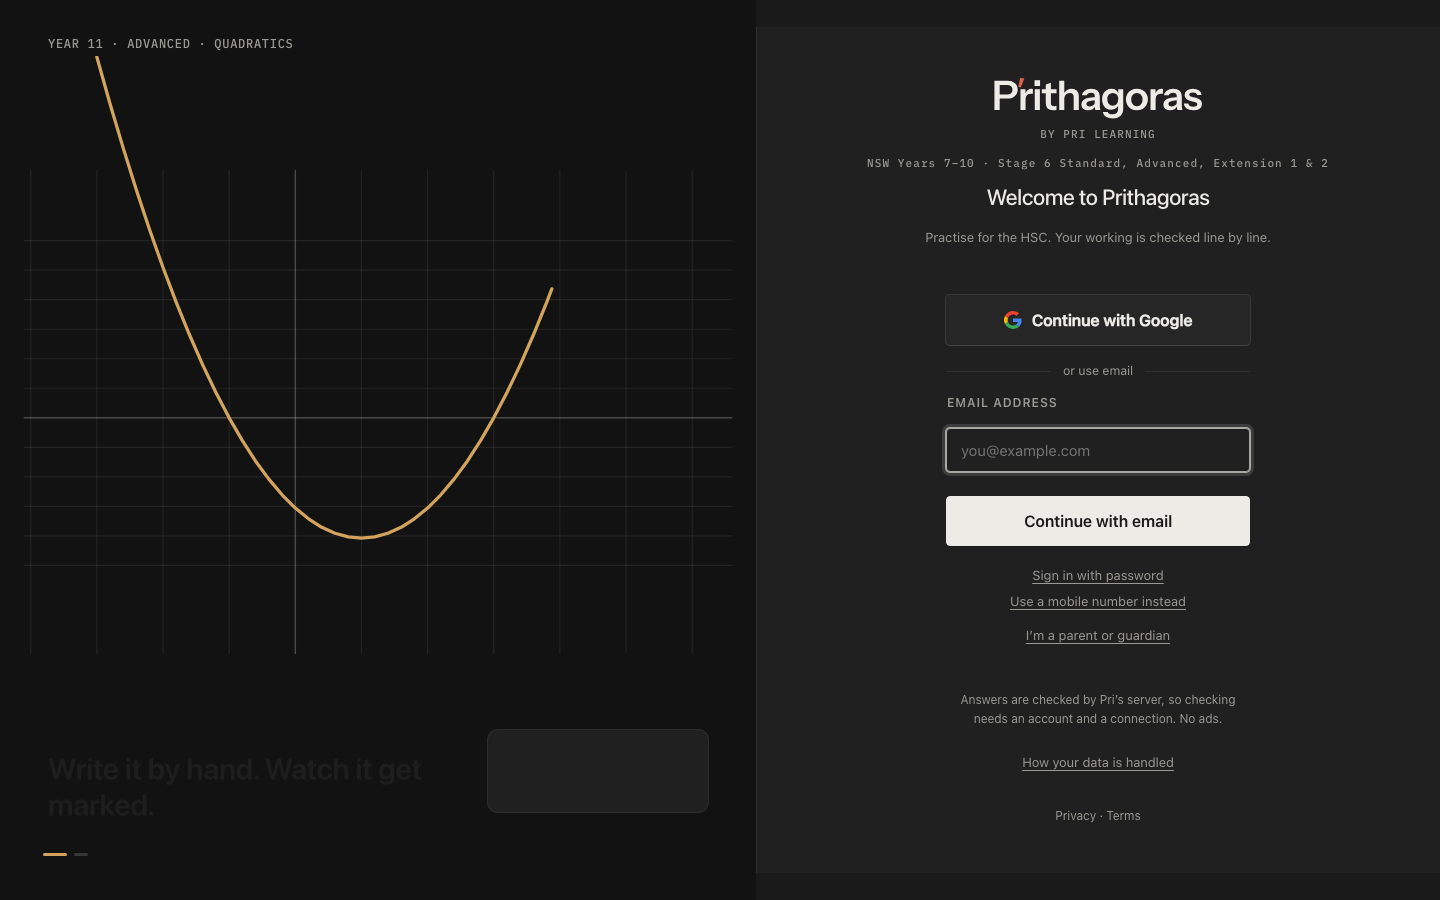 YEAR 11 · ADVANCED · QUADRATICS
Write it by hand. Watch it get
marked.
Prithagoras
BY PRI LEARNING
NSW Years 7–10 · Stage 6 Standard, Advanced, Extension 1 & 2
Welcome to Prithagoras
Practise for the HSC. Your working is checked line by line.
Continue with Google
or use email
EMAIL ADDRESS
you@example.com
Continue with email
Sign in with password
Use a mobile number instead
I’m a parent or guardian
Answers are checked by Pri’s server, so checking
needs an account and a connection. No ads.
How your data is handled
Privacy · Terms